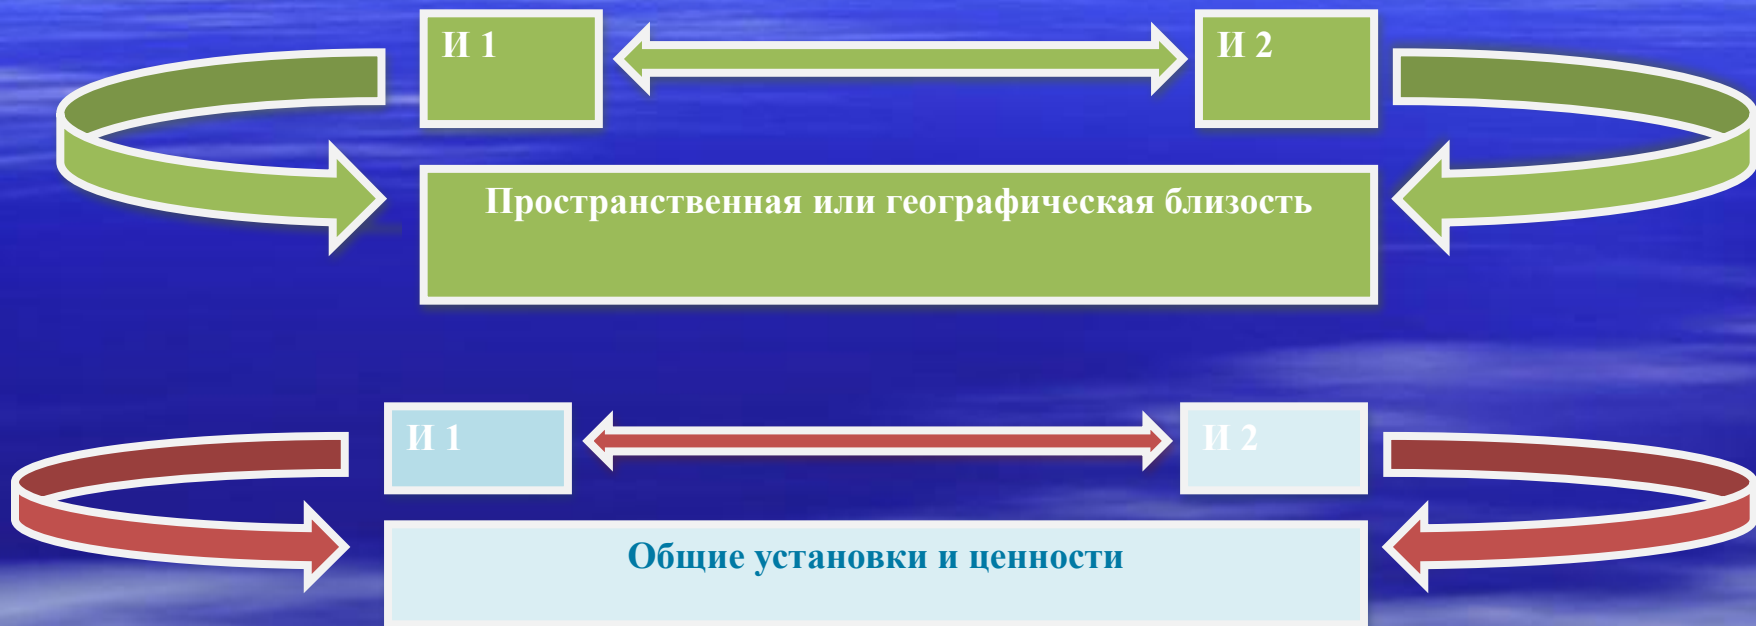 И 1
И 2
Пространственная или географическая близость
И 1
И 2
Общие установки и ценности